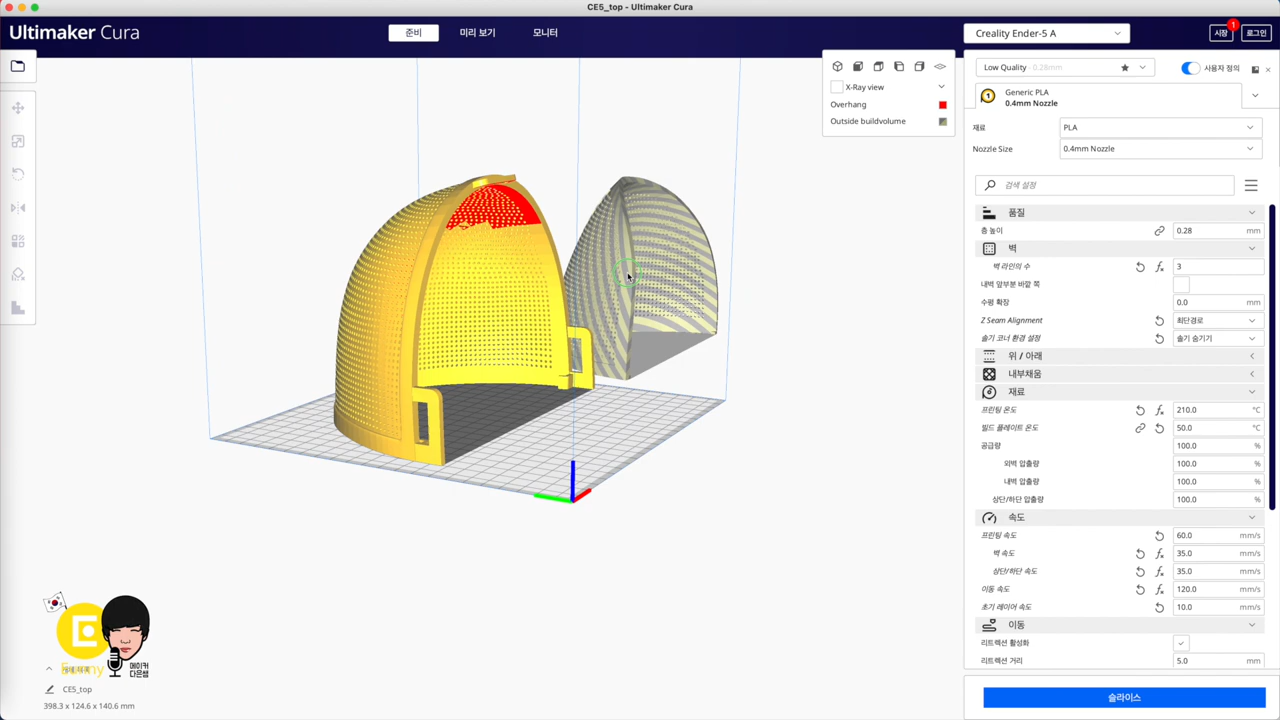 CE5_top - Ultimaker Cura
Ultimaker Cura
준비
미리 보기
모니터
Creality Ender-5 A
시장
1
로그인
X-Ray view
Overhang
Outside buildvolume
Low Quality - 0.28mm
사용자 정의
1
Generic PLA
0.4mm Nozzle
재료
PLA
Nozzle Size
0.4mm Nozzle
검색 설정
품질
층 높이
0.28 mm
벽
벽 라인의 수
3
내벽 앞부분 바깥 쪽
수평 확장
0.0 mm
Z Seam Alignment
최단경로
솔기 코너 환경 설정
솔기 숨기기
위 / 아래
내부채움
재료
프린팅 온도
210.0 °C
빌드 플레이트 온도
50.0 °C
공급량
100.0 %
외벽 압출량
100.0 %
내벽 압출량
100.0 %
상단/하단 압출량
100.0 %
속도
프린팅 속도
60.0 mm/s
벽 속도
35.0 mm/s
상단/하단 속도
35.0 mm/s
이동 속도
120.0 mm/s
초기 레이어 속도
10.0 mm/s
이동
리트렉션 활성화
리트렉션 거리
5.0 mm
슬라이스
메이커
다은쌤
CE5_top
398.3 x 124.6 x 140.6 mm